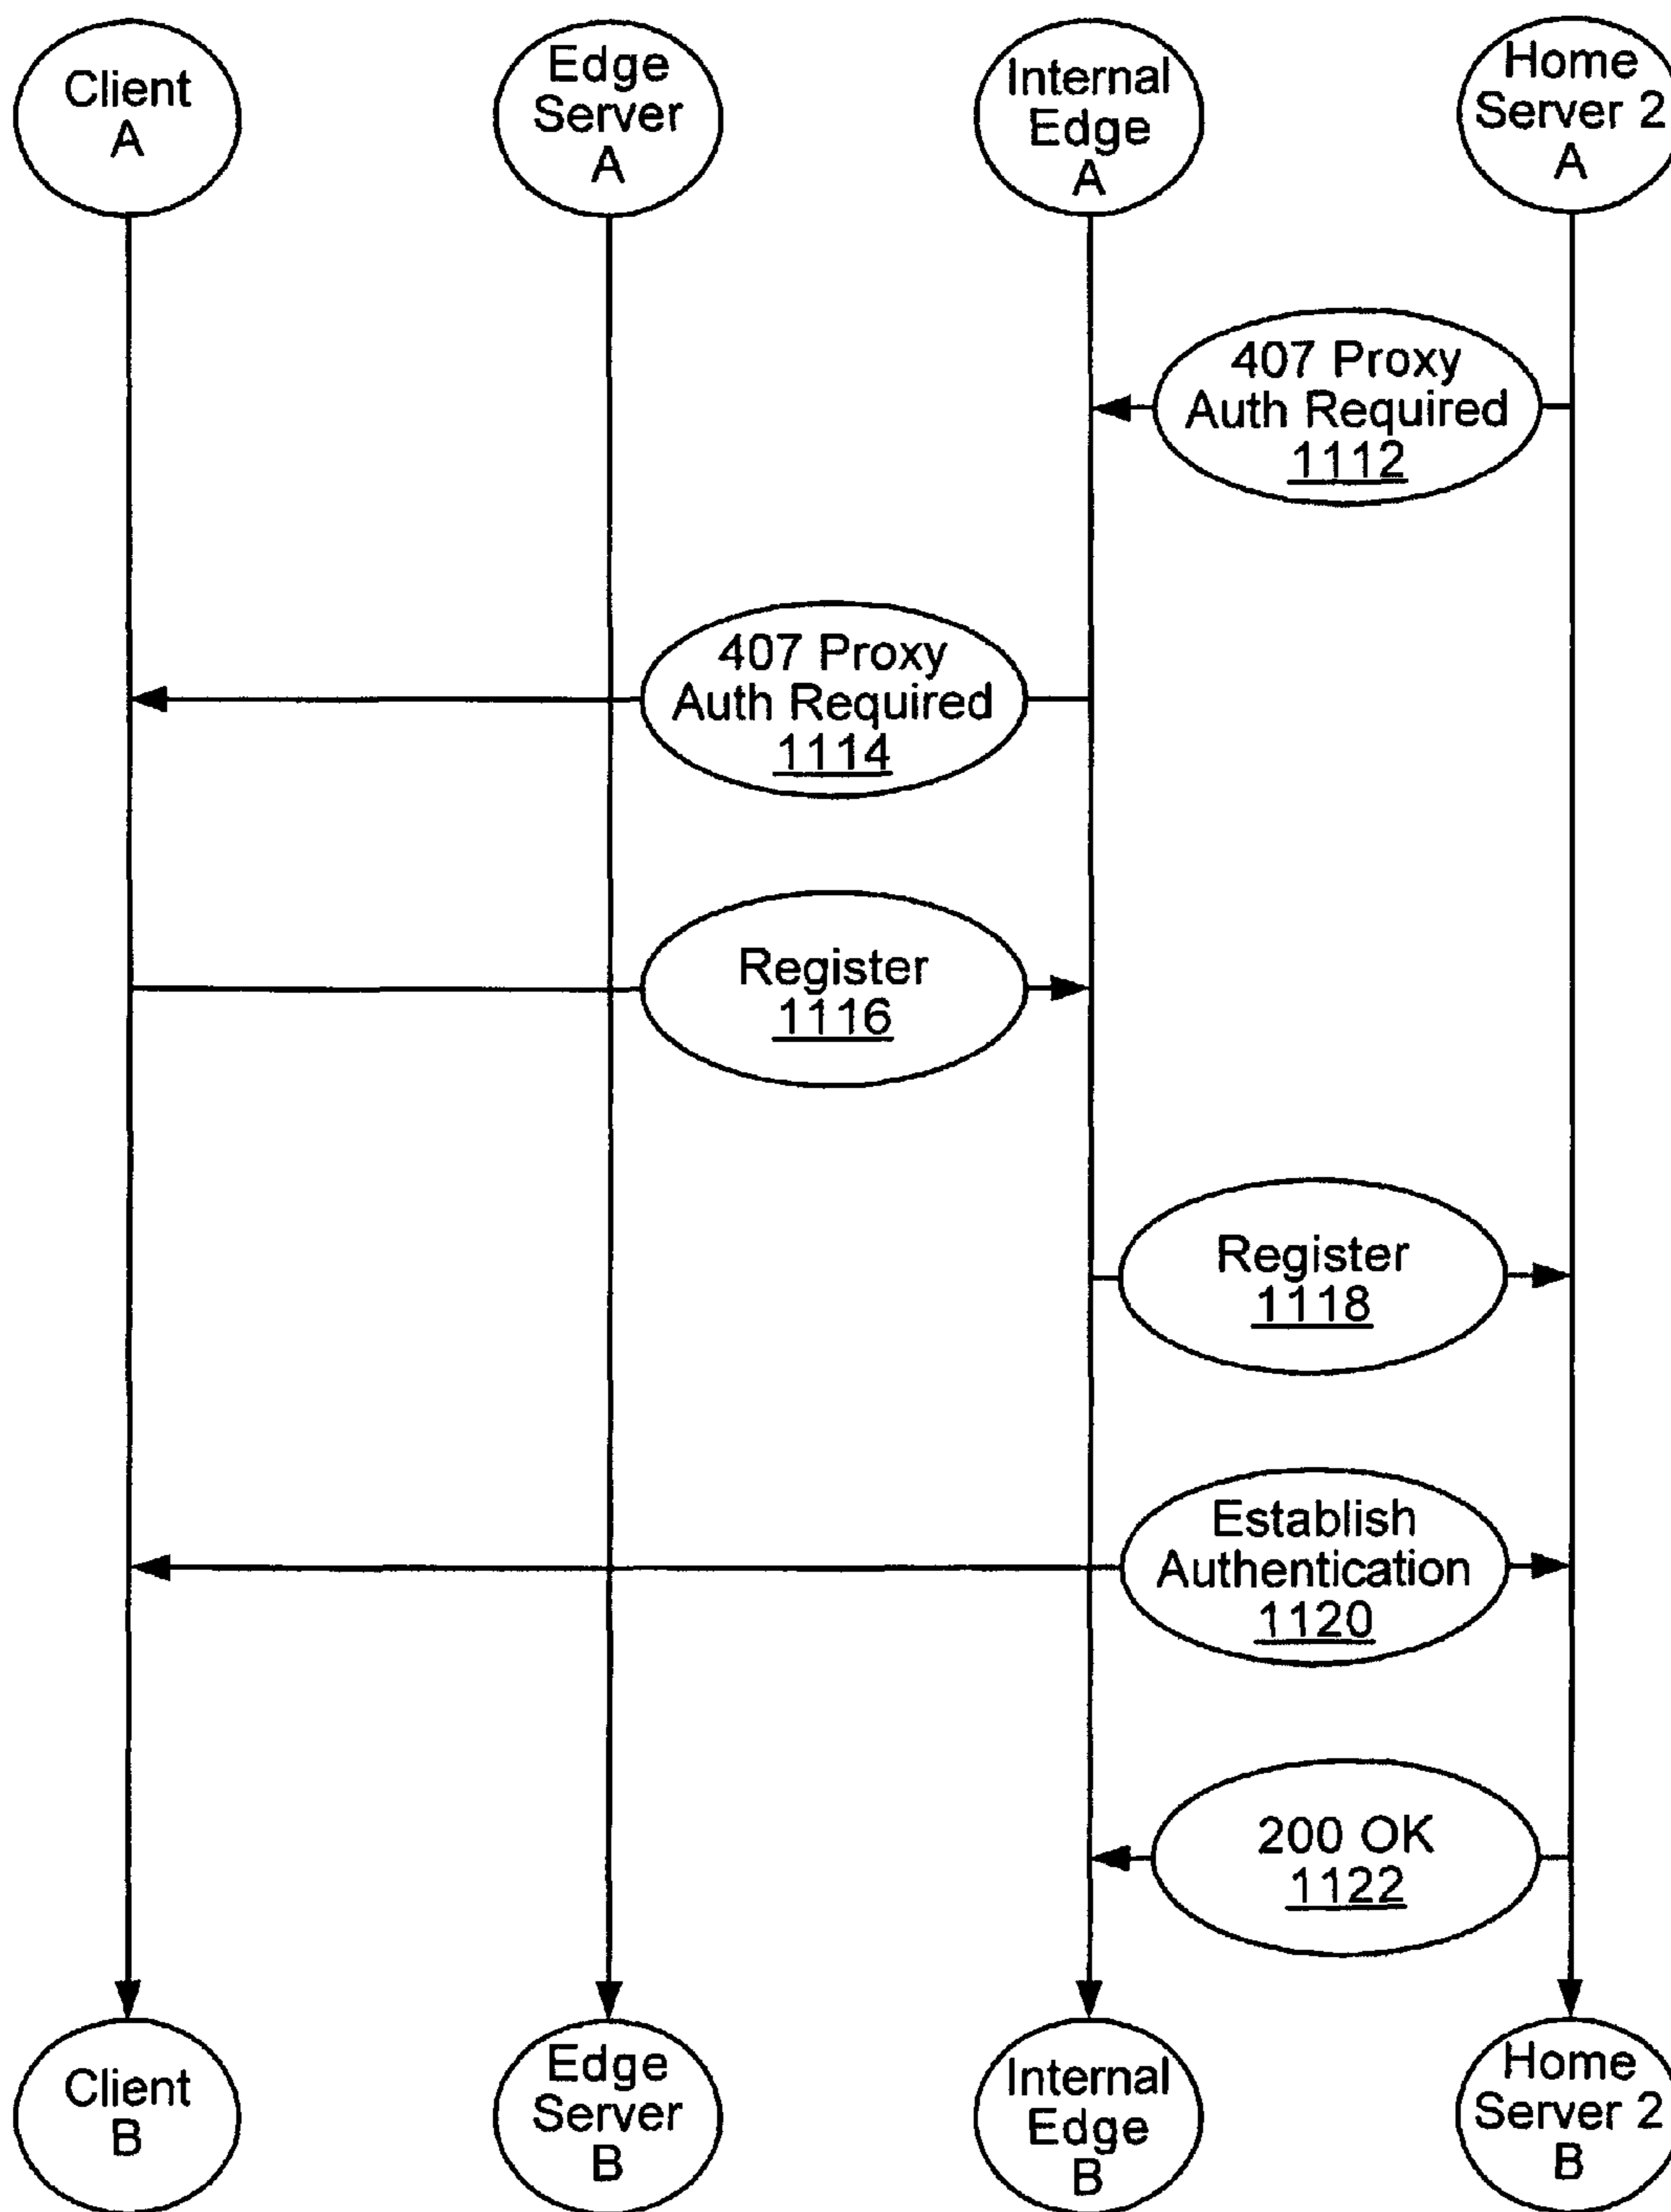 Client
A
Edge
Server
A
Internal
Edge
A
Home
Server 2
A
407 Proxy
Auth Required
1112
407 Proxy
Auth Required
1114
Register
1116
Register
1118
Establish
Authentication
1120
200 OK
1122
Client
B
Edge
Server
B
Internal
Edge
B
Home
Server 2
B